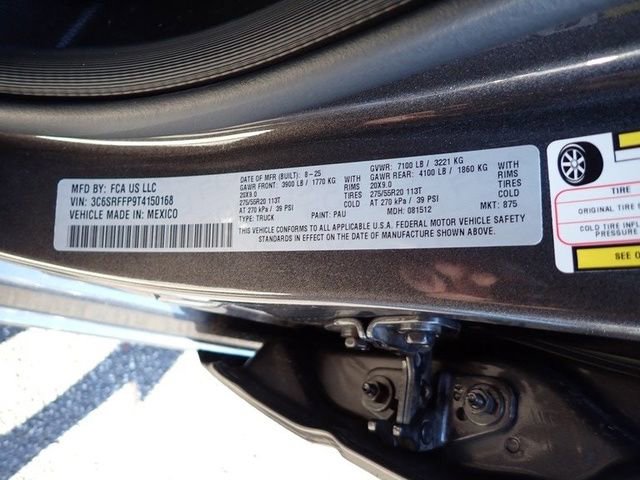 MFD BY: FCA US LLC
VIN: 3C6SRFFP9T4150168
VEHICLE MADE IN: MEXICO
DATE OF MFR (BUILT): 8-25
GAWR FRONT: 3900 LB / 1770 KG WITH
20X9.0 RIMS
275/55R20 113T TIRES
AT 270 kPa / 39 PSI COLD
TYPE: TRUCK PAINT: PAU
GVWR: 7100 LB / 3221 KG
GAWR REAR: 4100 LB / 1860 KG WITH
20X9.0 RIMS
275/55R20 113T TIRES
AT 270 kPa / 39 PSI COLD
MDH: 081512 MKT: 875
THIS VEHICLE CONFORMS TO ALL APPLICABLE U.S.A. FEDERAL MOTOR VEHICLE SAFETY
STANDARDS IN EFFECT ON THE DATE OF MANUFACTURE SHOWN ABOVE.
TIRE
ORIGINAL TIRE
COLD TIRE INFL
PRESSURE
SEE O